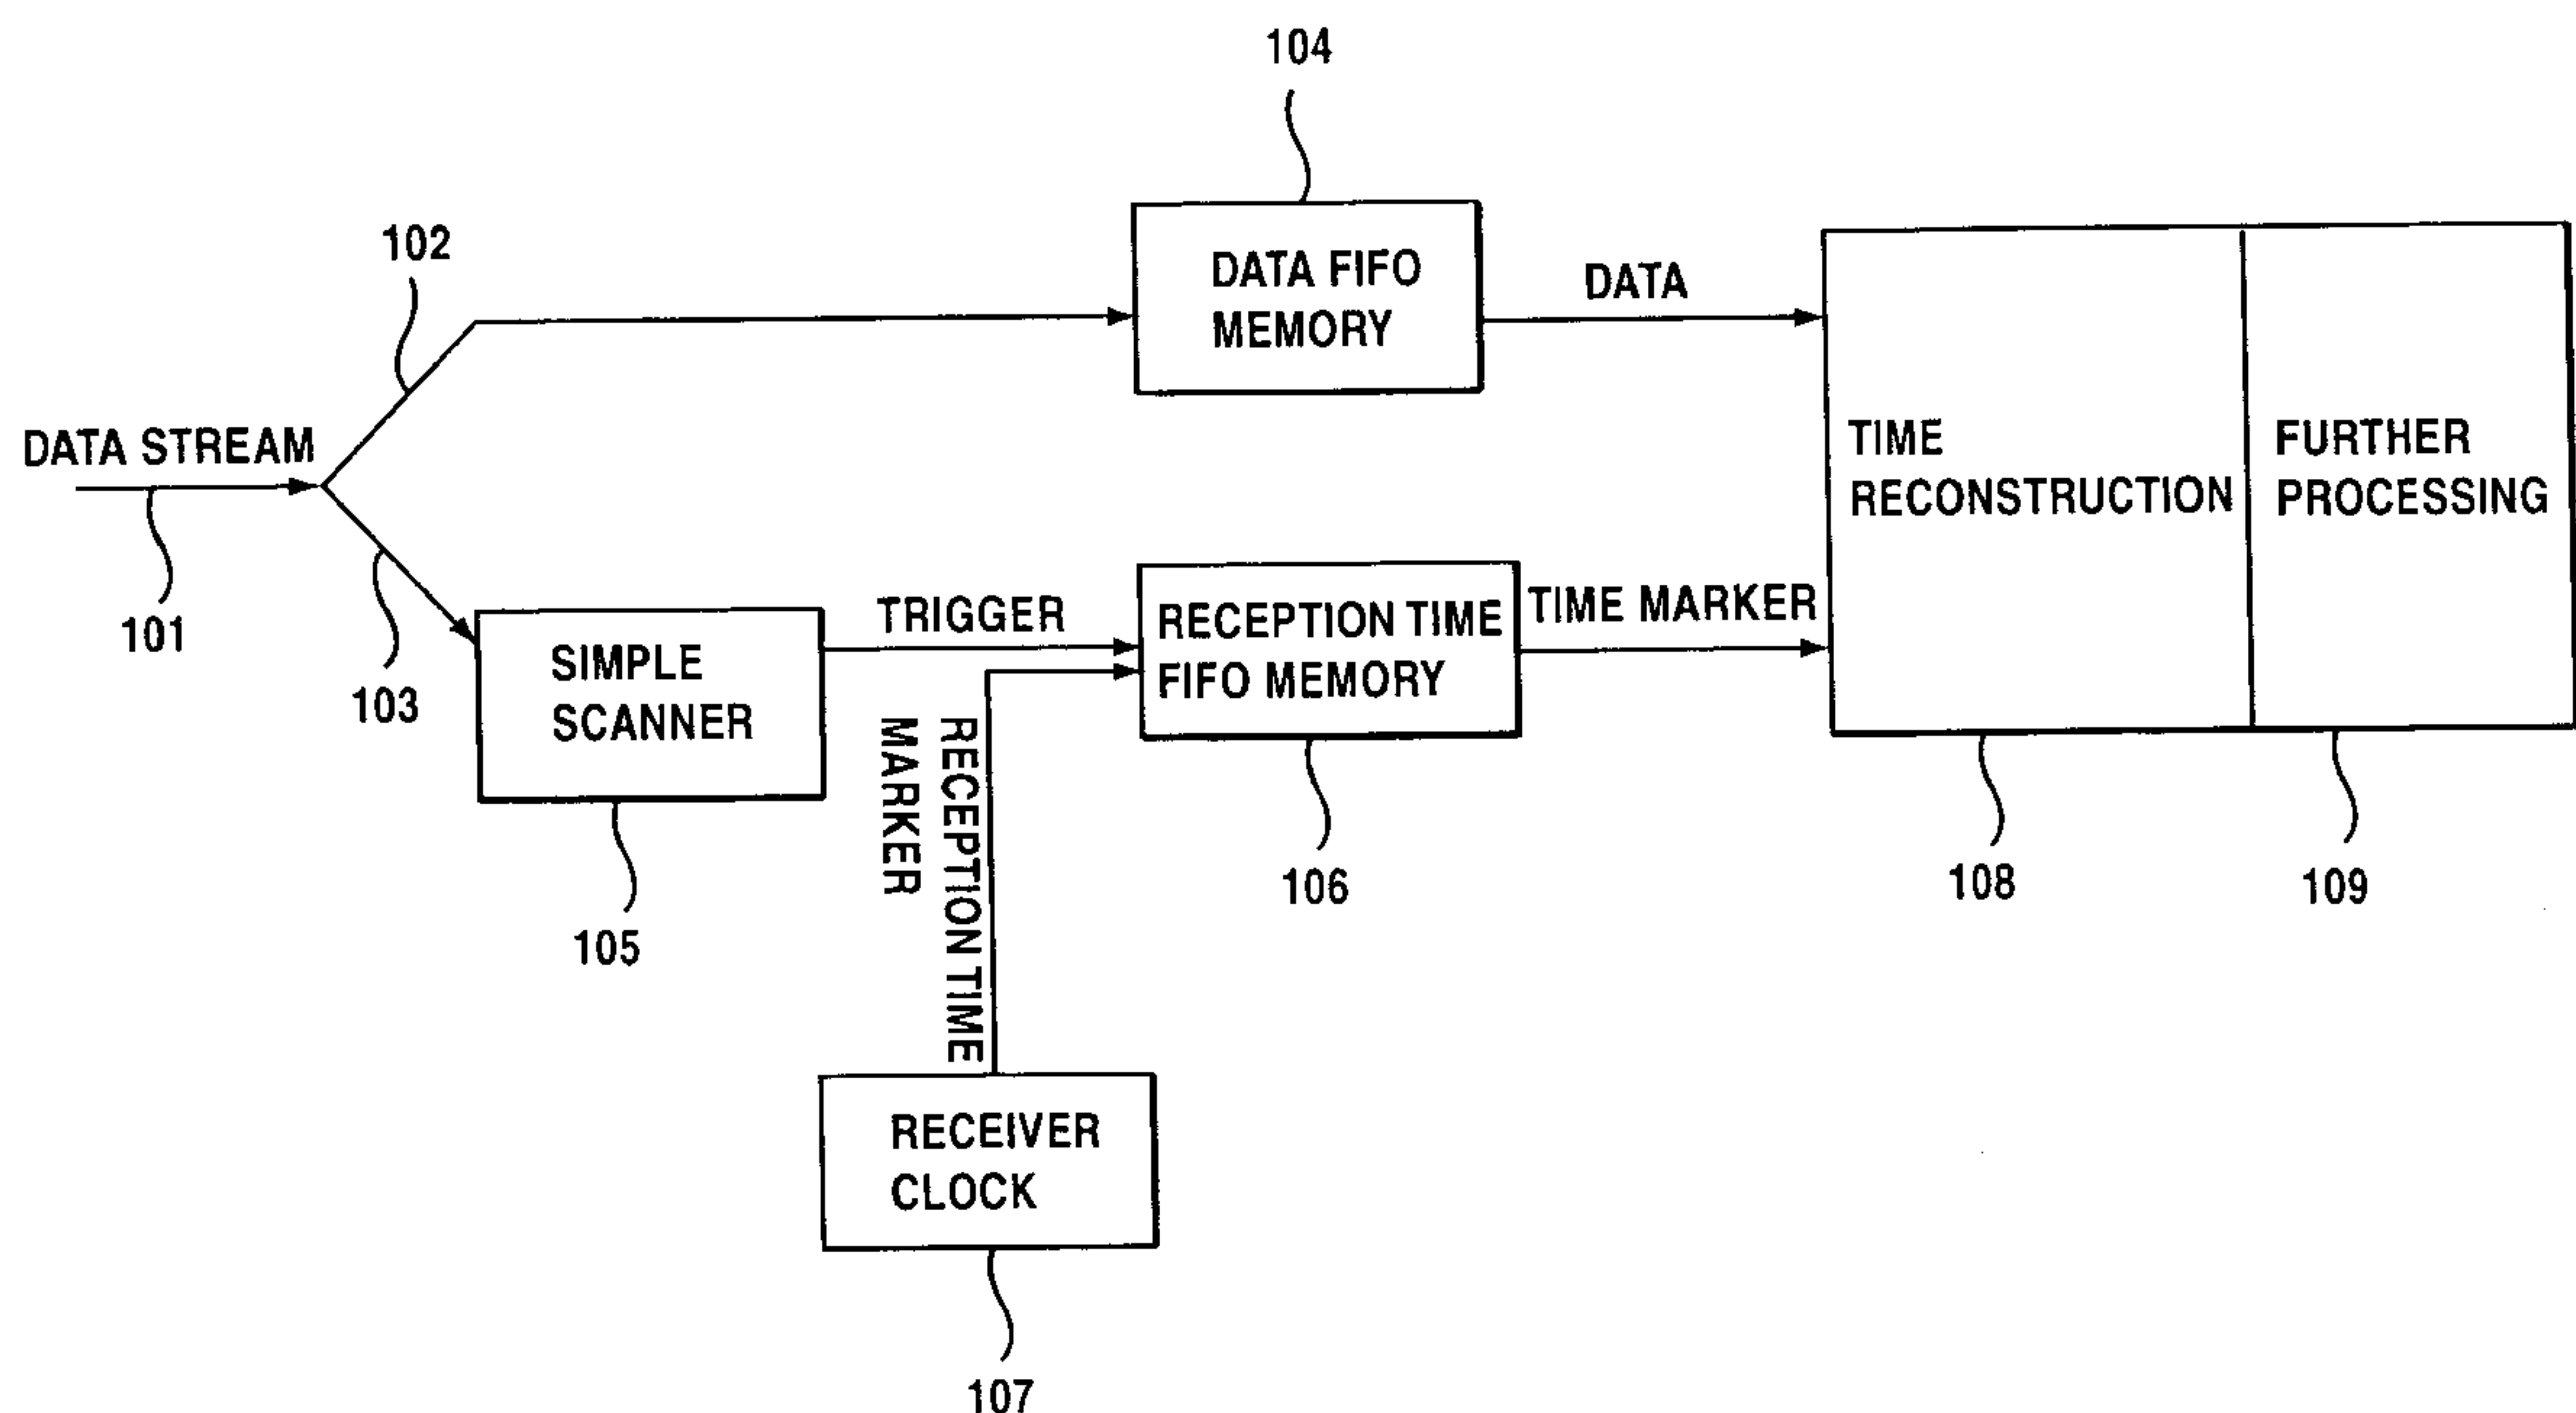 104
102
DATA FIFO
MEMORY
DATA
DATA STREAM
101
103
TIME
RECONSTRUCTION
FURTHER
PROCESSING
SIMPLE
SCANNER
105
TRIGGER
RECEPTION TIME
FIFO MEMORY
TIME MARKER
106
108
109
RECEPTION TIME
MARKER
RECEIVER
CLOCK
107